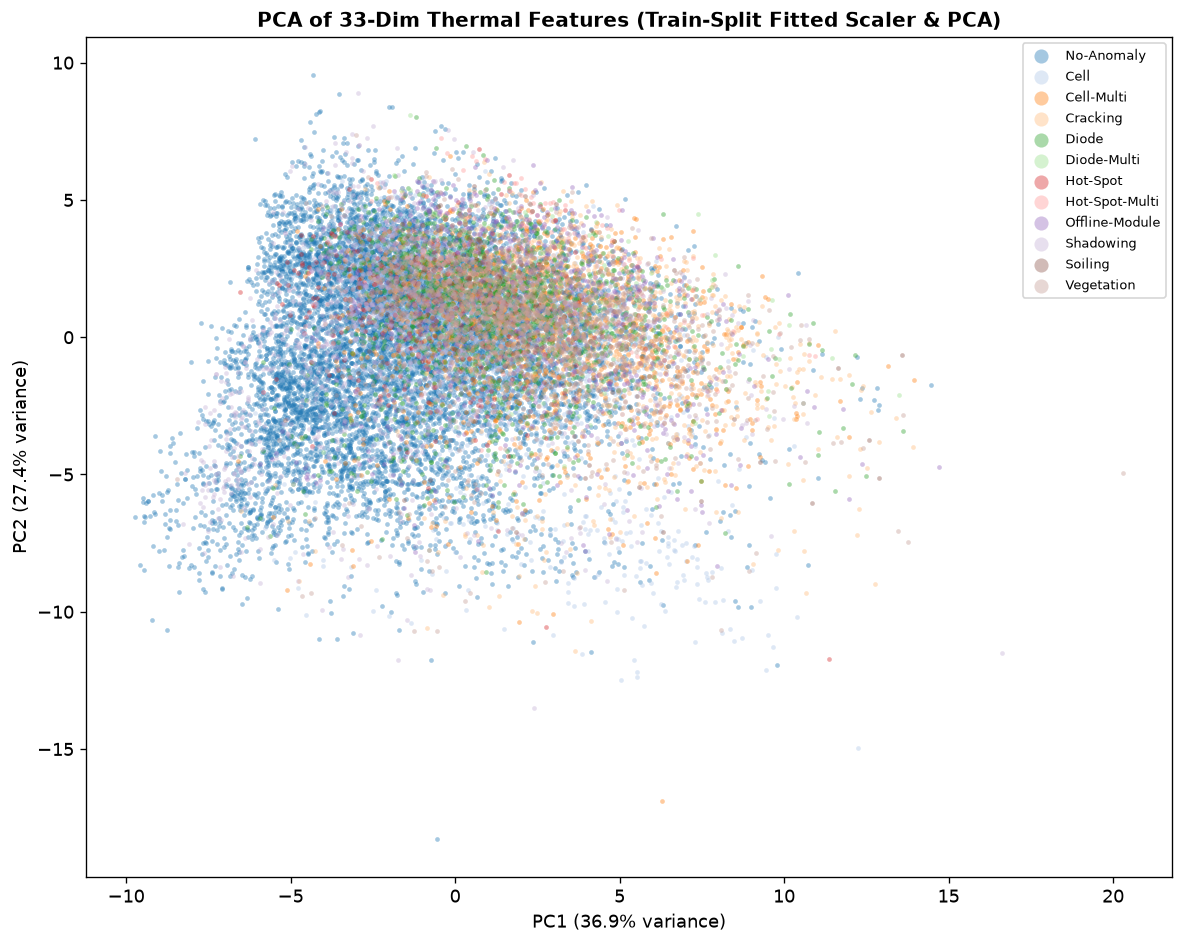 PCA of 33-Dim Thermal Features (Train-Split Fitted Scaler & PCA)
No-Anomaly
Cell
Cell-Multi
Cracking
Diode
Diode-Multi
Hot-Spot
Hot-Spot-Multi
Offline-Module
Shadowing
Soiling
Vegetation
10
5
0
−5
−10
−15
PC2 (27.4% variance)
−10
−5
0
5
10
15
20
PC1 (36.9% variance)